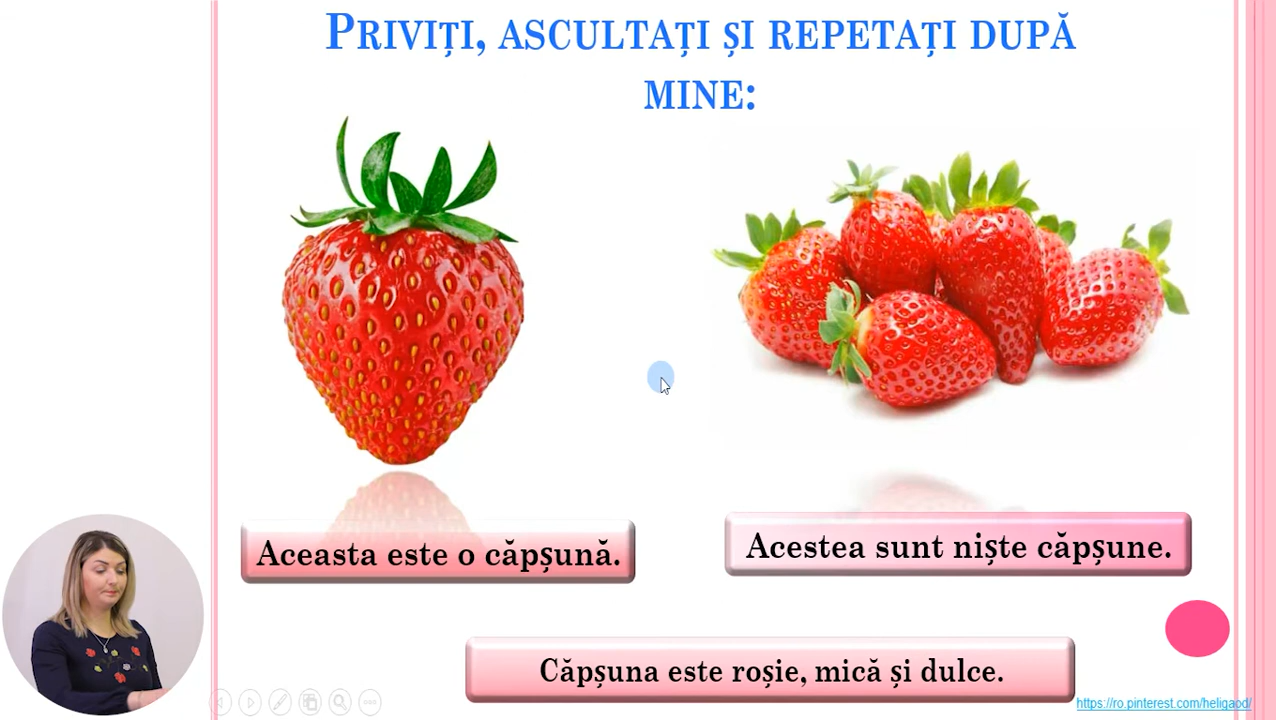 PRIVIȚI, ASCULTAȚI ȘI REPETAȚI DUPĂ
MINE:
Aceasta este o căpșună.
Acestea sunt niște căpșune.
Căpșuna este roșie, mică și dulce.
https://ro.pinterest.com/heligaod/